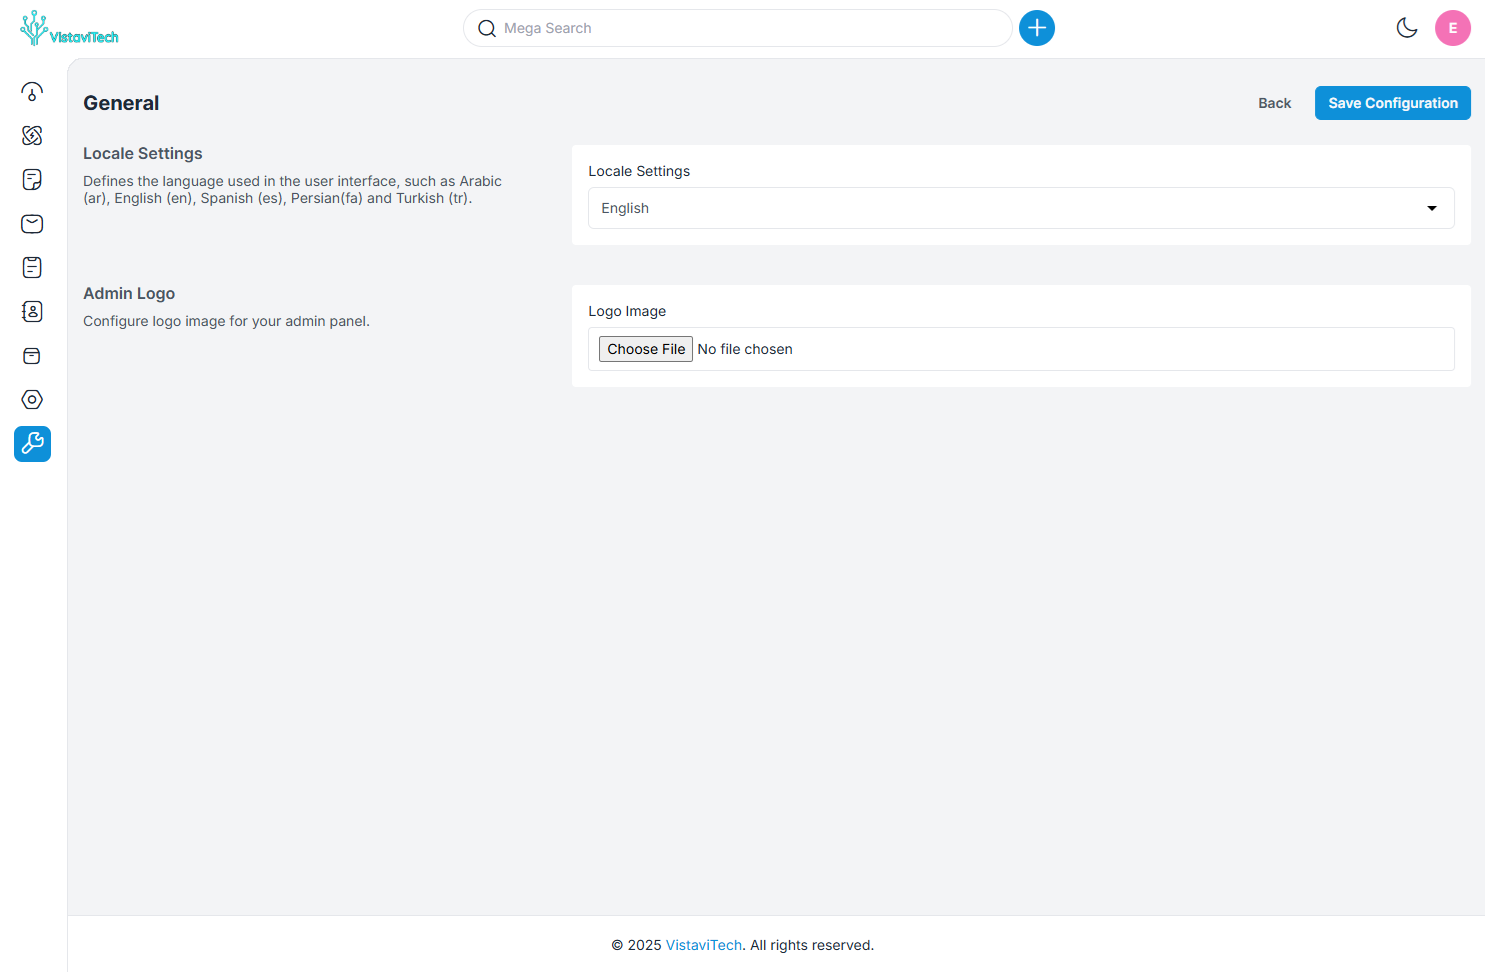 VistaviTech
Mega Search
E
General
Back
Save Configuration
Locale Settings
Defines the language used in the user interface, such as Arabic
(ar), English (en), Spanish (es), Persian(fa) and Turkish (tr).
Locale Settings
English
Admin Logo
Configure logo image for your admin panel.
Logo Image
Choose File No file chosen
© 2025 VistaviTech. All rights reserved.